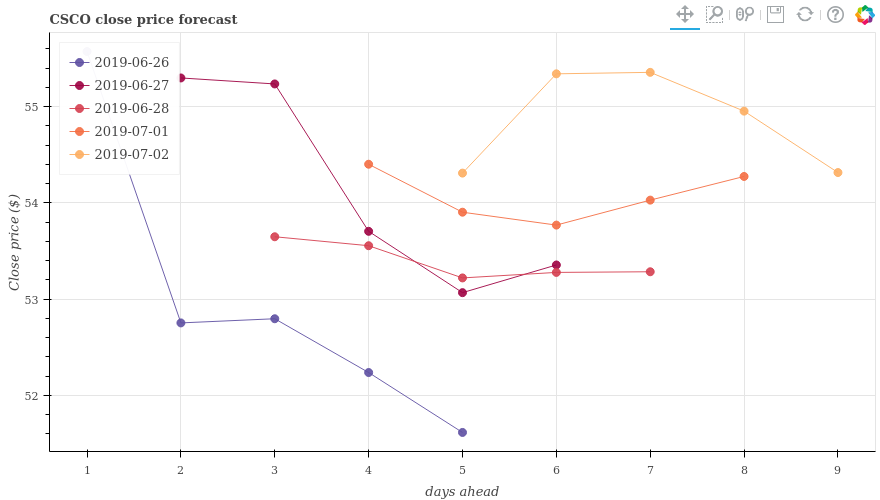 CSCO close price forecast
2019-06-26
2019-06-27
2019-06-28
2019-07-01
2019-07-02
55
54
53
52
Close price ($)
1 2 3 4 5 6 7 8 9
days ahead